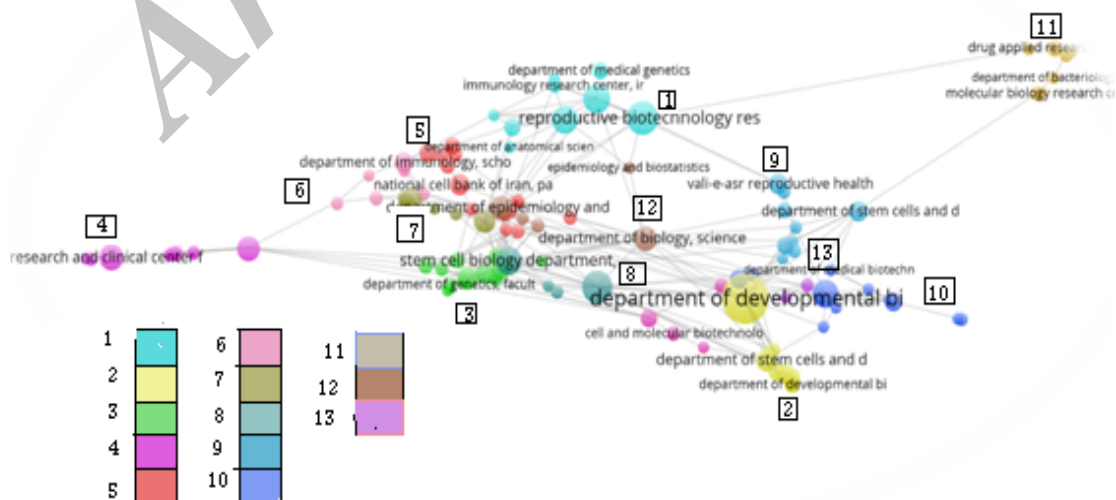 11
drug applied resear
department of medical genetics
immunology research center, ir
department of bacteriolog
molecular biology research c
1
reproductive biotecnnology res
5
department of anatomical scien
department of immunology, scho
epidemiology and biostatistics
9
6
national cell bank of iran, pa
vali-e-asr reproductive health
department of epidemiology and
12
department of stem cells and d
4
7
department of biology, science
research and clinical center f
stem cell biology department,
13
8
department of medical biotechn
department of genetics, facult
department of developmental bi
10
3
cell and molecular biotechnolo
department of stem cells and d
department of developmental bi
2
1
2
3
4
5
6
7
8
9
10
11
12
13